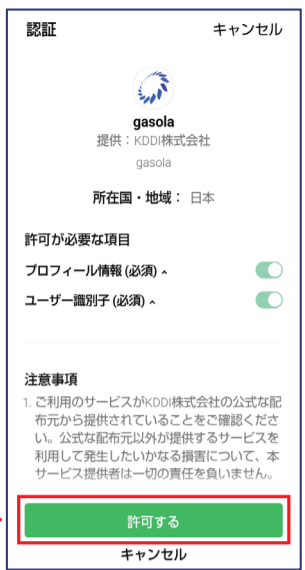 認証
キャンセル
gasola
提供：KDDI株式会社
gasola
所在国・地域： 日本
許可が必要な項目
プロフィール情報 (必須)
ユーザー識別子 (必須)
注意事項
1. ご利用のサービスがKDDI株式会社の公式な配
布元から提供されていることをご確認くださ
い。公式な配布元以外が提供するサービスを
利用して発生したいかなる損害について、本
サービス提供者は一切の責任を負いません。
許可する
キャンセル